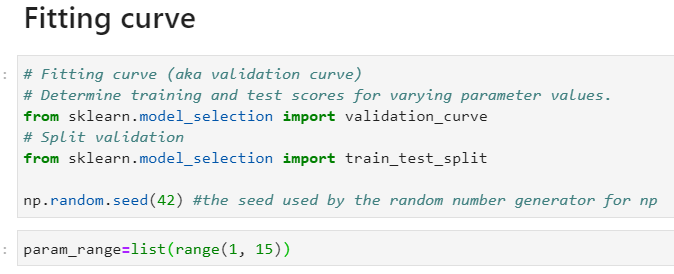 Fitting curve
: # Fitting curve (aka validation curve)
# Determine training and test scores for varying parameter values.
from sklearn.model_selection import validation_curve
# Split validation
from sklearn.model_selection import train_test_split
np.random.seed(42) #the seed used by the random number generator for np
: param_range=list(range(1, 15))